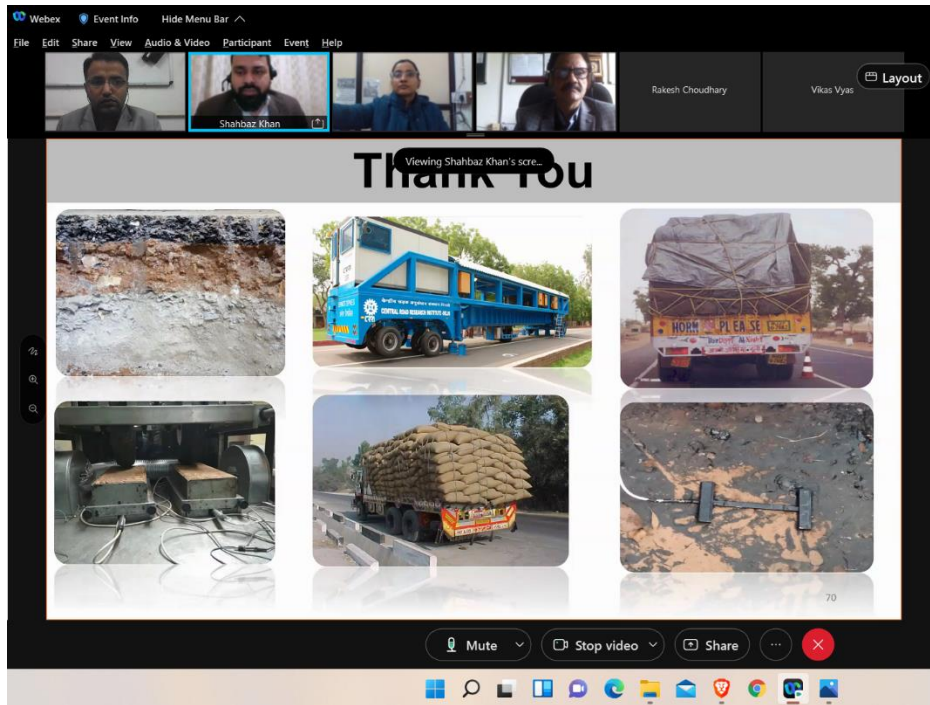 Webex Event Info Hide Menu Bar
File Edit Share View Audio & Video Participant Event Help
Shahbaz Khan
Rakesh Choudhary
Vikas Vyas
Layout
Thank You
Viewing Shahbaz Khan's scre...
CENTRAL ROAD RESEARCH INSTITUTE
HORM PLEASE
70
Mute
Stop video
Share